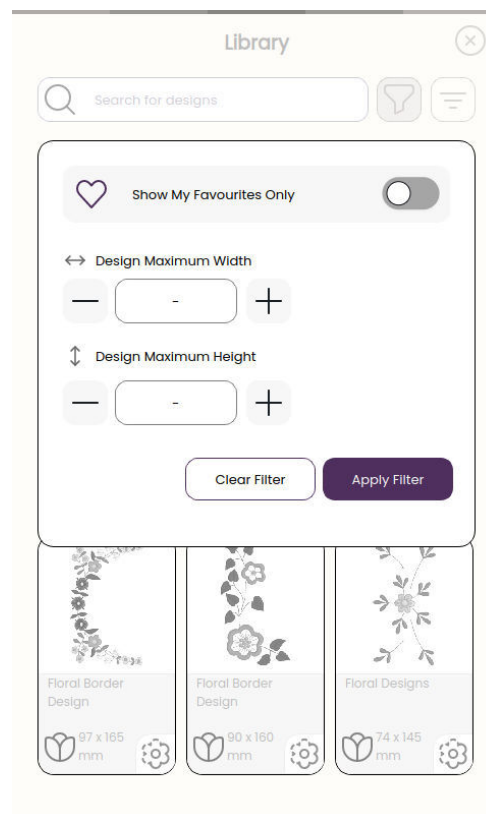 Library
Search for designs
Show My Favourites Only
Design Maximum Width
-
Design Maximum Height
-
Clear Filter
Apply Filter
Floral Border
Design
97 x 165
mm
Floral Border
Design
90 x 160
mm
Floral Designs
74 x 145
mm